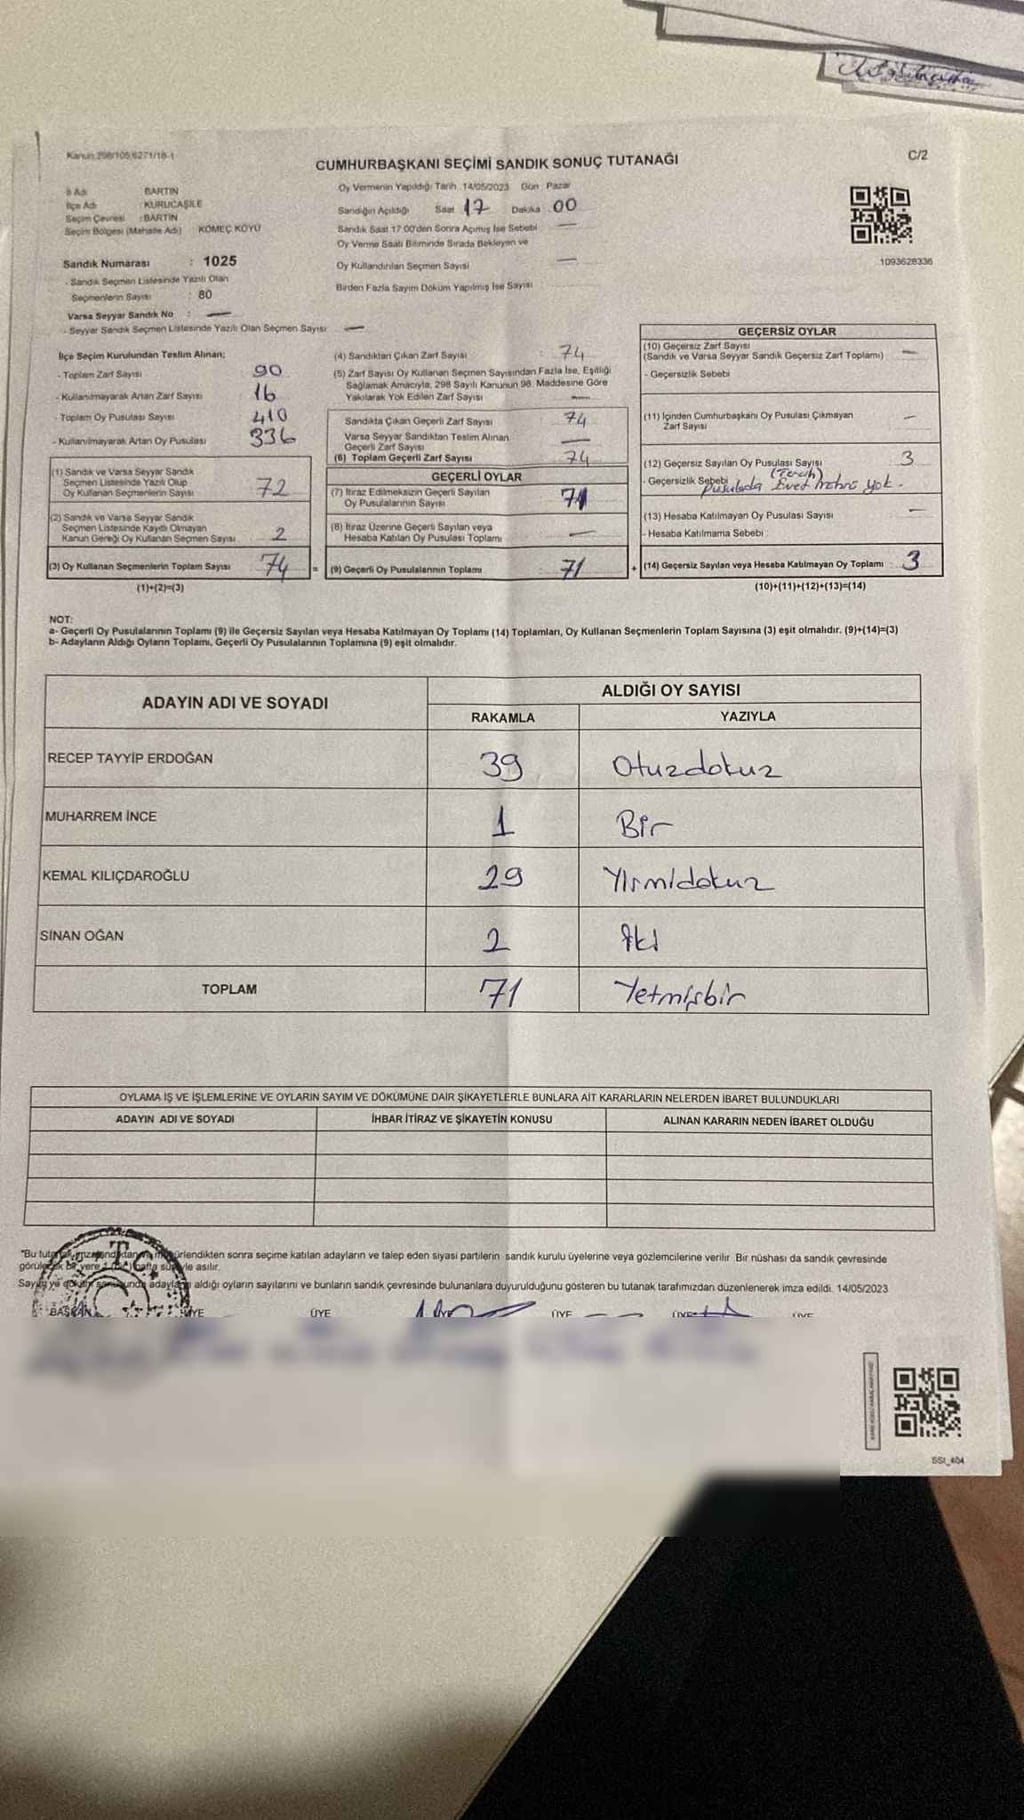 Kanun 298/105,6271/18-1
CUMHURBAŞKANI SEÇİMİ SANDIK SONUÇ TUTANAĞI
C/2
İl Adı BARTIN
İlçe Adı : KURUCAŞİLE
Seçim Çevresi : BARTIN
Seçim Bölgesi (Mahalle Adı) : KÖMEÇ KÖYÜ
Oy Vermenin Yapıldığı Tarih 14/05/2023 Gün Pazar
Sandığın Açıldığı Saat 17 Dakika 00
Sandık Saat 17.00'den Sonra Açılmış İse Sebebi —
Oy Verme Saati Bitiminde Sırada Bekleyen ve
Oy Kullandırılan Seçmen Sayısı —
Birden Fazla Sayım Döküm Yapılmış İse Sayısı
1093628336
Sandık Numarası : 1025
- Sandık Seçmen Listesinde Yazılı Olan
Seçmenlerin Sayısı : 80
Varsa Seyyar Sandık No : —
- Seyyar Sandık Seçmen Listesinde Yazılı Olan Seçmen Sayısı —
İlçe Seçim Kurulundan Teslim Alınan;
- Toplam Zarf Sayısı 90
- Kullanılmayarak Artan Zarf Sayısı 16
- Toplam Oy Pusulası Sayısı 410
- Kullanılmayarak Artan Oy Pusulası 336
(1) Sandık ve Varsa Seyyar Sandık
Seçmen Listesinde Yazılı Olup
Oy Kullanan Seçmenlerin Sayısı 72
(2) Sandık ve Varsa Seyyar Sandık
Seçmen Listesinde Kayıtlı Olmayan
Kanun Gereği Oy Kullanan Seçmen Sayısı 2
(3) Oy Kullanan Seçmenlerin Toplam Sayısı 74 =
(1)+(2)=(3)
(4) Sandıktan Çıkan Zarf Sayısı : 74
(5) Zarf Sayısı Oy Kullanan Seçmen Sayısından Fazla İse, Eşitliği
Sağlamak Amacıyla, 298 Sayılı Kanunun 98. Maddesine Göre
Yakılarak Yok Edilen Zarf Sayısı —
Sandıkta Çıkan Geçerli Zarf Sayısı 74
Varsa Seyyar Sandıktan Teslim Alınan
Geçerli Zarf Sayısı —
(6) Toplam Geçerli Zarf Sayısı 74
GEÇERLİ OYLAR
(7) İtiraz Edilmeksizin Geçerli Sayılan
Oy Pusulalarının Sayısı 71
(8) İtiraz Üzerine Geçerli Sayılan veya
Hesaba Katılan Oy Pusulası Toplamı —
(9) Geçerli Oy Pusulalarının Toplamı 71 +
GEÇERSİZ OYLAR
(10) Geçersiz Zarf Sayısı
(Sandık ve Varsa Seyyar Sandık Geçersiz Zarf Toplamı) —
- Geçersizlik Sebebi
(11) İçinden Cumhurbaşkanı Oy Pusulası Çıkmayan
Zarf Sayısı —
(12) Geçersiz Sayılan Oy Pusulası Sayısı 3
- Geçersizlik Sebebi (Tercih)
Pusulada Evet mührü yok.
(13) Hesaba Katılmayan Oy Pusulası Sayısı —
- Hesaba Katılmama Sebebi :
(14) Geçersiz Sayılan veya Hesaba Katılmayan Oy Toplamı : 3
(10)+(11)+(12)+(13)=(14)
NOT:
a- Geçerli Oy Pusulalarının Toplamı (9) ile Geçersiz Sayılan veya Hesaba Katılmayan Oy Toplamı (14) Toplamları, Oy Kullanan Seçmenlerin Toplam Sayısına (3) eşit olmalıdır. (9)+(14)=(3)
b- Adayların Aldığı Oyların Toplamı, Geçerli Oy Pusulalarının Toplamına (9) eşit olmalıdır.
ADAYIN ADI VE SOYADI
ALDIĞI OY SAYISI
RAKAMLA YAZIYLA
RECEP TAYYİP ERDOĞAN 39 Otuzdokuz
MUHARREM İNCE 1 Bir
KEMAL KILIÇDAROĞLU 29 Yirmidokuz
SİNAN OĞAN 2 İki
TOPLAM 71 Yetmişbir
OYLAMA İŞ VE İŞLEMLERİNE VE OYLARIN SAYIM VE DÖKÜMÜNE DAİR ŞİKAYETLERLE BUNLARA AİT KARARLARIN NELERDEN İBARET BULUNDUKLARI
ADAYIN ADI VE SOYADI İHBAR İTİRAZ VE ŞİKAYETİN KONUSU ALINAN KARARIN NEDEN İBARET OLDUĞU
"Bu mühürlendikten sonra seçime katılan adayların ve talep eden siyasi partilerin sandık kurulu üyelerine veya gözlemcilerine verilir. Bir nüshası da sandık çevresinde
bir yere 1 (bir) hafta süreyle asılır.
Sayım ve döküm sonucunda adayların aldığı oyların sayılarını ve bunların sandık çevresinde bulunanlara duyurulduğunu gösteren bu tutanak tarafımızdan düzenlenerek imza edildi. 14/05/2023
BAŞKAN ÜYE ÜYE ÜYE ÜYE ÜYE ÜYE
SSI_404